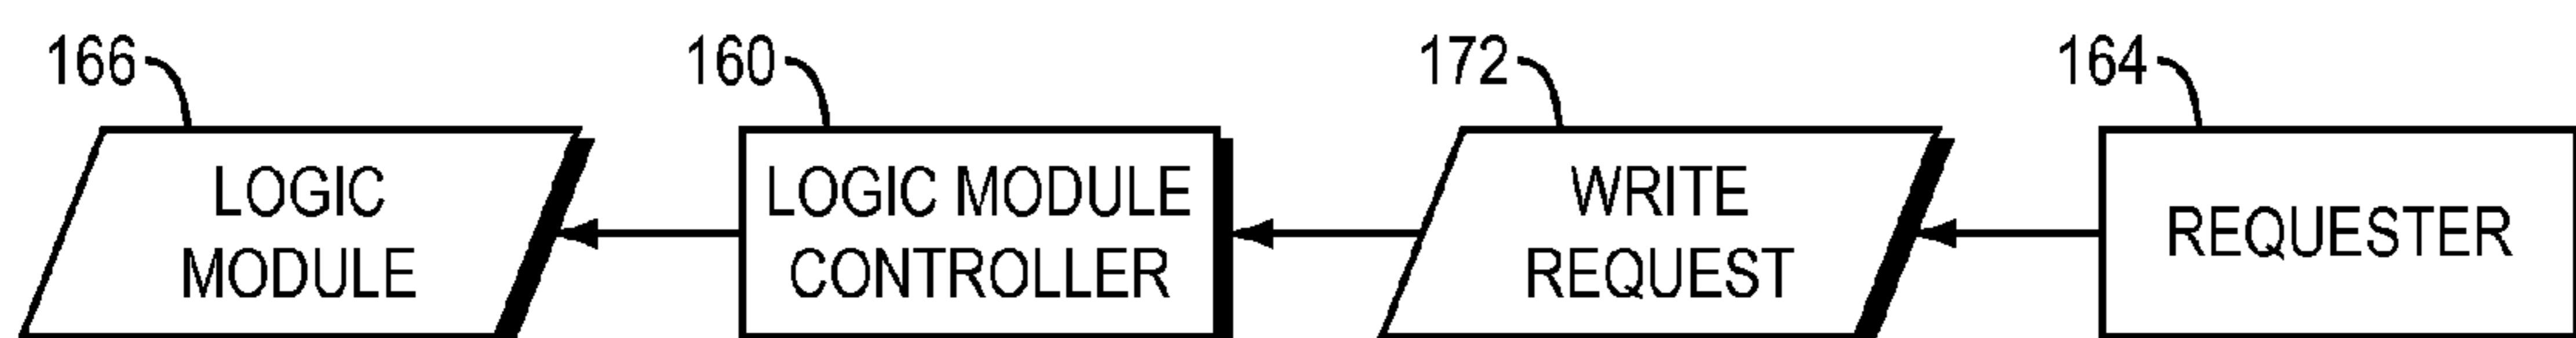 166
160
172
164
LOGIC
MODULE
LOGIC MODULE
CONTROLLER
WRITE
REQUEST
REQUESTER